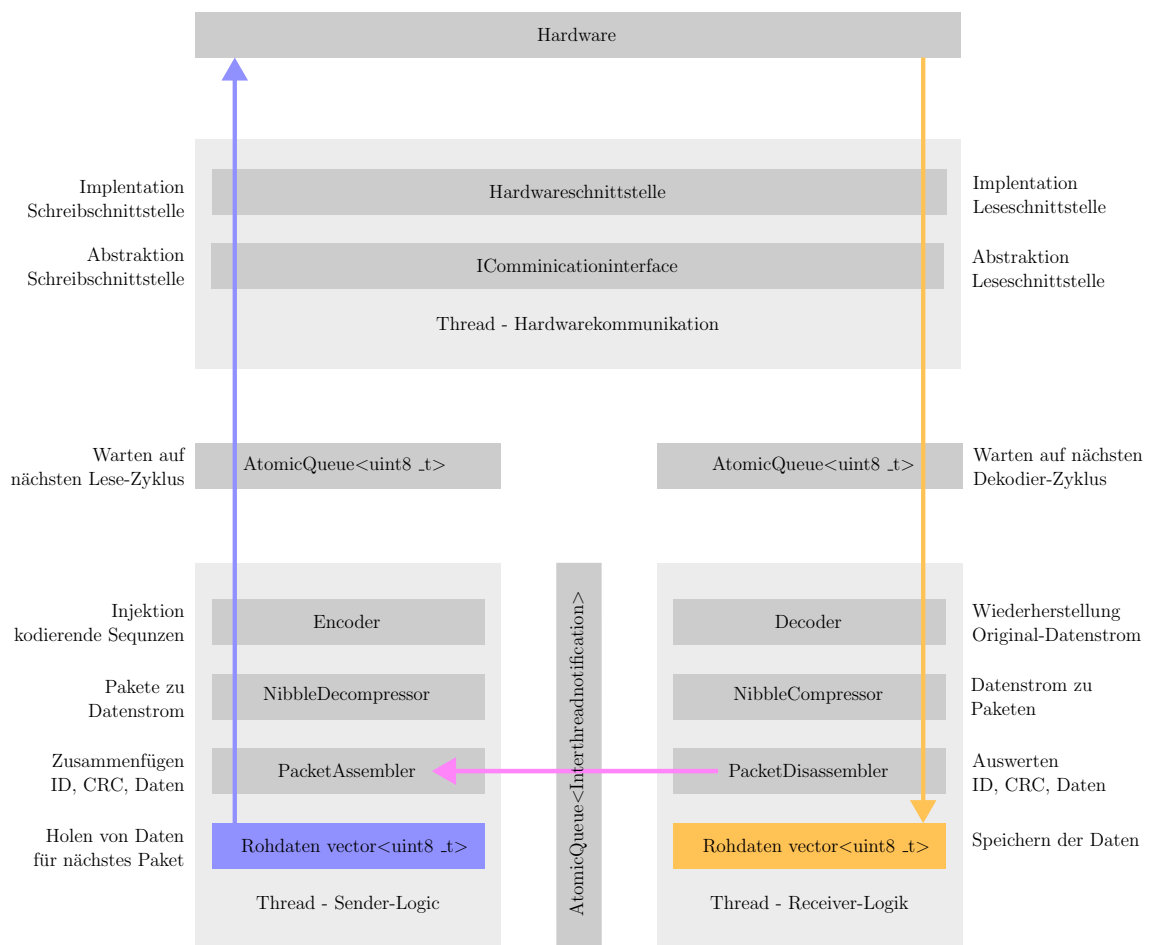 Hardware
Implentation
Schreibschnittstelle
Hardwareschnittstelle
Implentation
Leseschnittstelle
Abstraktion
Schreibschnittstelle
IComminicationinterface
Abstraktion
Leseschnittstelle
Thread - Hardwarekommunikation
Warten auf
nächsten Lese-Zyklus
AtomicQueue<uint8 _t>
AtomicQueue<uint8 _t>
Warten auf nächsten
Dekodier-Zyklus
Injektion
kodierende Sequnzen
Encoder
AtomicQueue<Interthreadnotification>
Decoder
Wiederherstellung
Original-Datenstrom
Pakete zu
Datenstrom
NibbleDecompressor
NibbleCompressor
Datenstrom zu
Paketen
Zusammenfügen
ID, CRC, Daten
PacketAssembler
PacketDisassembler
Auswerten
ID, CRC, Daten
Holen von Daten
für nächstes Paket
Rohdaten vector<uint8 _t>
Rohdaten vector<uint8 _t>
Speichern der Daten
Thread - Sender-Logic
Thread - Receiver-Logik